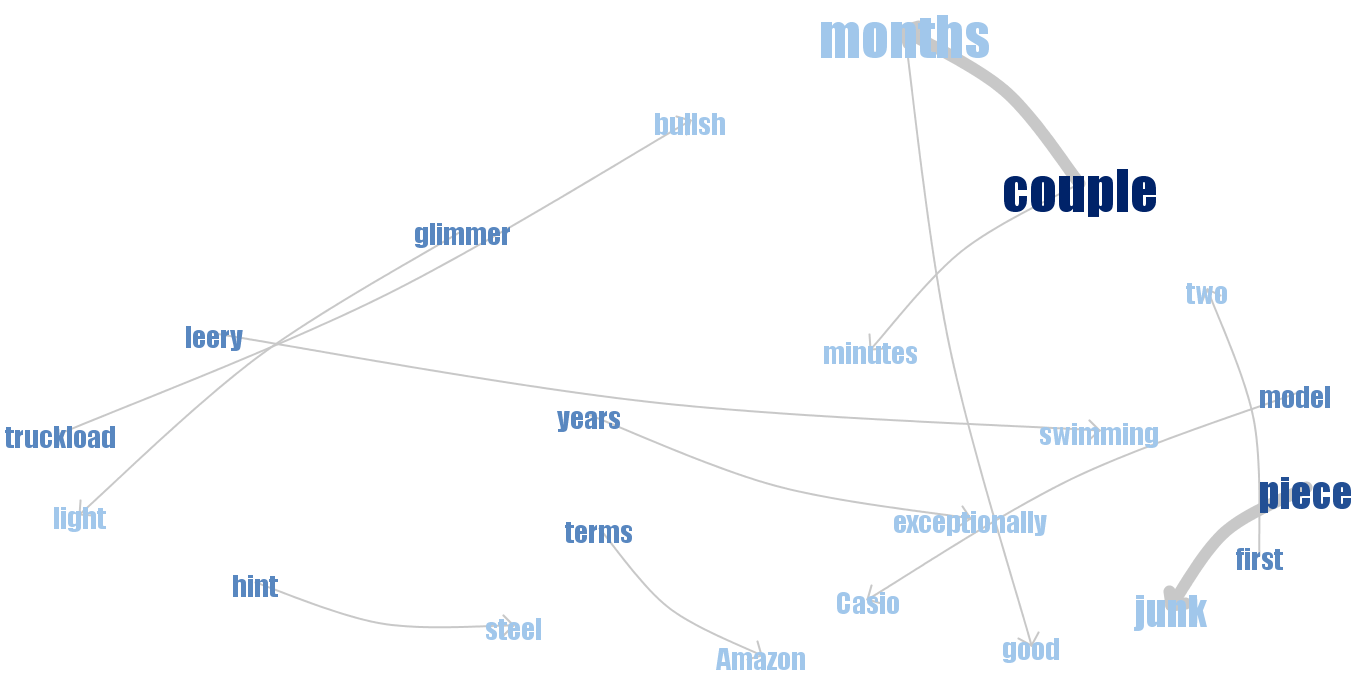 months
bullsh
couple
glimmer
two
leery
minutes
model
years
swimming
truckload
piece
light
exceptionally
terms
first
hint
Casio
junk
steel
good
Amazon